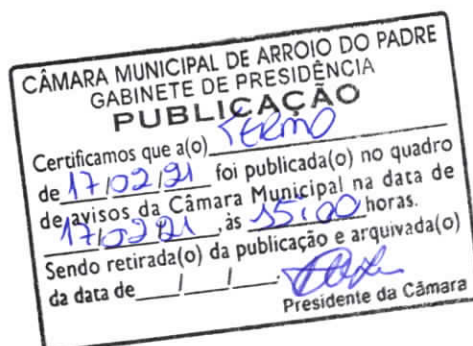 CÂMARA MUNICIPAL DE ARROIO DO PADRE
GABINETE DE PRESIDÊNCIA
PUBLICAÇÃO
Certificamos que a(o) TERMO
de 17/02/21 foi publicada(o) no quadro
de avisos da Câmara Municipal na data de
17/02/21, às 15:00 horas.
Sendo retirada(o) da publicação e arquivada(o)
da data de ___/___/___.
Presidente da Câmara